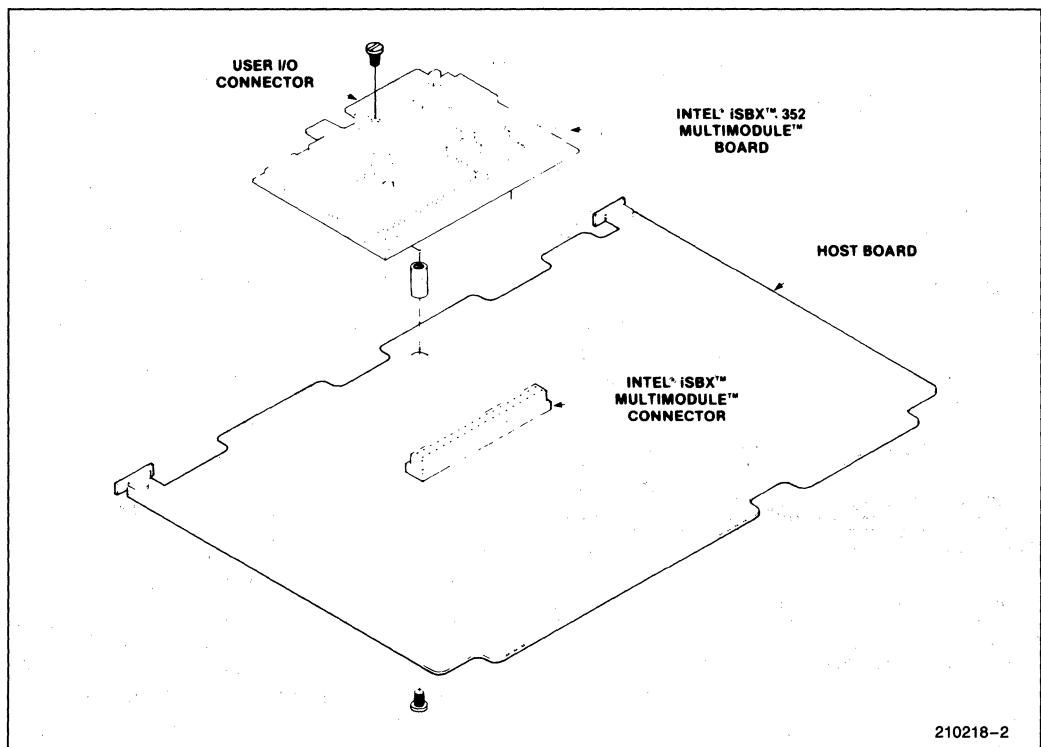 USER I/O
CONNECTOR
INTEL® iSBX™ 352
MULTIMODULE™
BOARD
HOST BOARD
INTEL® iSBX™
MULTIMODULE™
CONNECTOR
210218-2